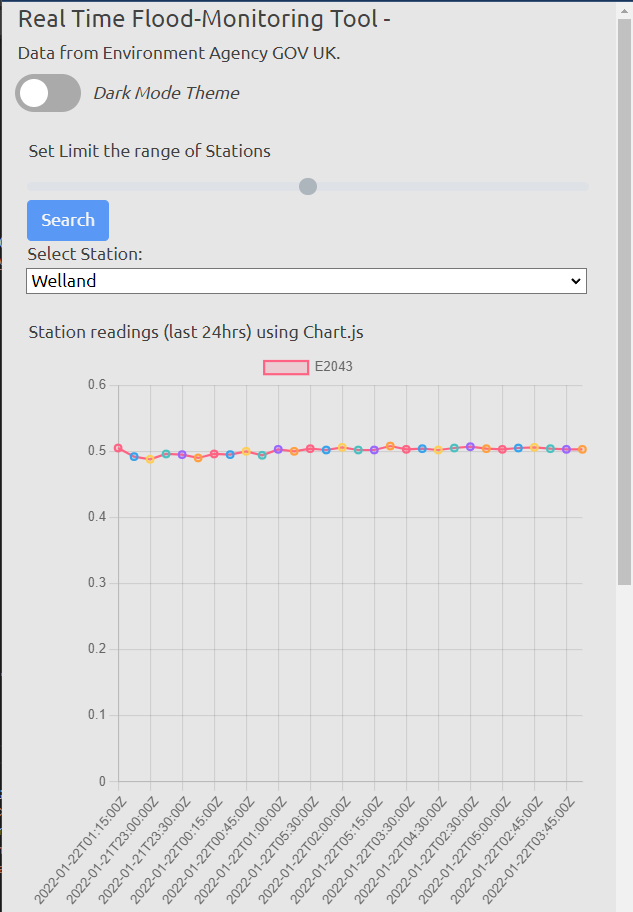 Real Time Flood-Monitoring Tool -
Data from Environment Agency GOV UK.
Dark Mode Theme
Set Limit the range of Stations
Search
Select Station:
Welland
Station readings (last 24hrs) using Chart.js
E2043
0.6
0.5
0.4
0.3
0.2
0.1
0
2022-01-22T01:15:00Z
2022-01-21T23:00:00Z
2022-01-21T23:30:00Z
2022-01-22T00:15:00Z
2022-01-22T00:45:00Z
2022-01-22T01:00:00Z
2022-01-22T05:30:00Z
2022-01-22T02:00:00Z
2022-01-22T05:15:00Z
2022-01-22T03:30:00Z
2022-01-22T04:30:00Z
2022-01-22T02:30:00Z
2022-01-22T05:00:00Z
2022-01-22T02:45:00Z
2022-01-22T03:45:00Z